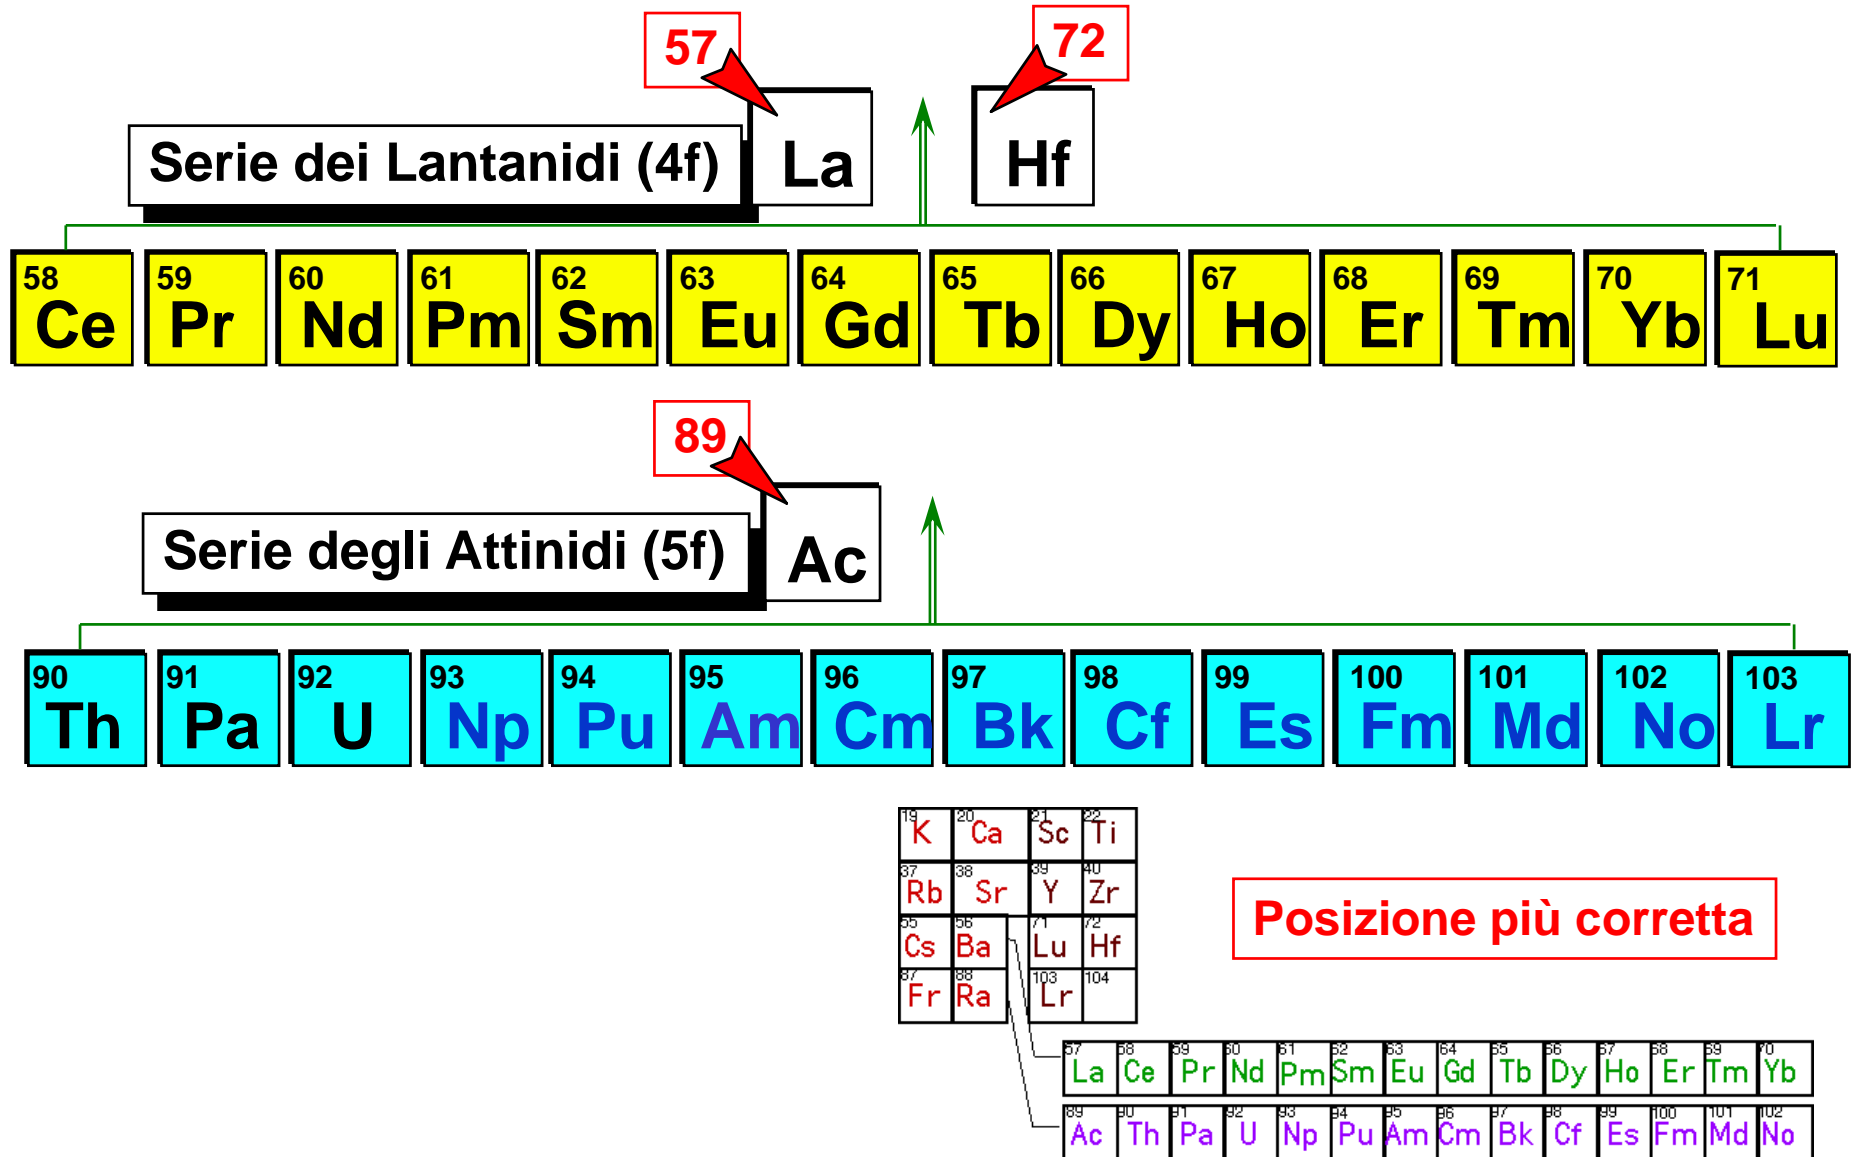 57
72
Serie dei Lantanidi (4f)
La
Hf
58 59 60 61 62 63 64 65 66 67 68 69 70 71
Ce Pr Nd Pm Sm Eu Gd Tb Dy Ho Er Tm Yb Lu
89
Serie degli Attinidi (5f)
Ac
90 91 92 93 94 95 96 97 98 99 100 101 102 103
Th Pa U Np Pu Am Cm Bk Cf Es Fm Md No Lr
19 20 21 22
K Ca Sc Ti
37 38 39 40
Rb Sr Y Zr
55 56 71 72
Cs Ba Lu Hf
87 88 103 104
Fr Ra Lr
Posizione più corretta
57 58 59 60 61 62 63 64 65 66 67 68 69 70
La Ce Pr Nd Pm Sm Eu Gd Tb Dy Ho Er Tm Yb
89 90 91 92 93 94 95 96 97 98 99 100 101 102
Ac Th Pa U Np Pu Am Cm Bk Cf Es Fm Md No